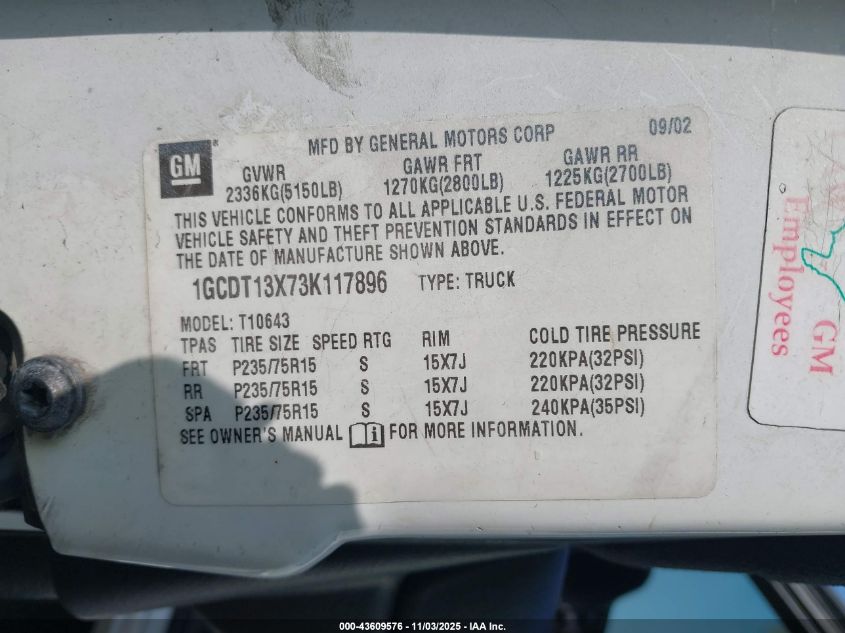 GM
MFD BY GENERAL MOTORS CORP 09/02
GVWR GAWR FRT GAWR RR
2336KG(5150LB) 1270KG(2800LB) 1225KG(2700LB)
THIS VEHICLE CONFORMS TO ALL APPLICABLE U.S. FEDERAL MOTOR
VEHICLE SAFETY AND THEFT PREVENTION STANDARDS IN EFFECT ON
THE DATE OF MANUFACTURE SHOWN ABOVE.
1GCDT13X73K117896 TYPE: TRUCK
MODEL: T10643
TPAS TIRE SIZE SPEED RTG RIM COLD TIRE PRESSURE
FRT P235/75R15 S 15X7J 220KPA(32PSI)
RR P235/75R15 S 15X7J 220KPA(32PSI)
SPA P235/75R15 S 15X7J 240KPA(35PSI)
SEE OWNER'S MANUAL FOR MORE INFORMATION.
GM
Employees
000-43609576 - 11/03/2025 - IAA Inc.